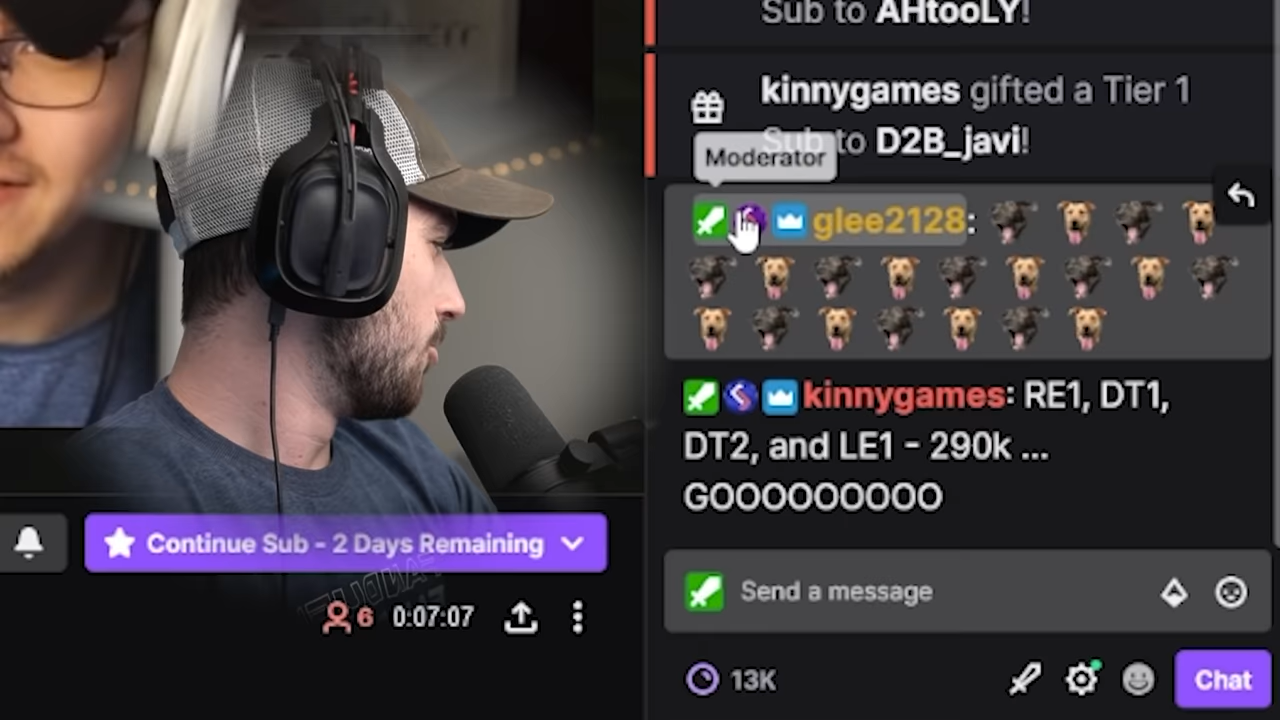 Sub to AHtooLY!
kinnygames gifted a Tier 1
Sub to D2B_javi!
Moderator
glee2128:
kinnygames: RE1, DT1,
DT2, and LE1 - 290k ...
GOOOOOOOOO
Continue Sub - 2 Days Remaining
6 0:07:07
Send a message
13K
Chat